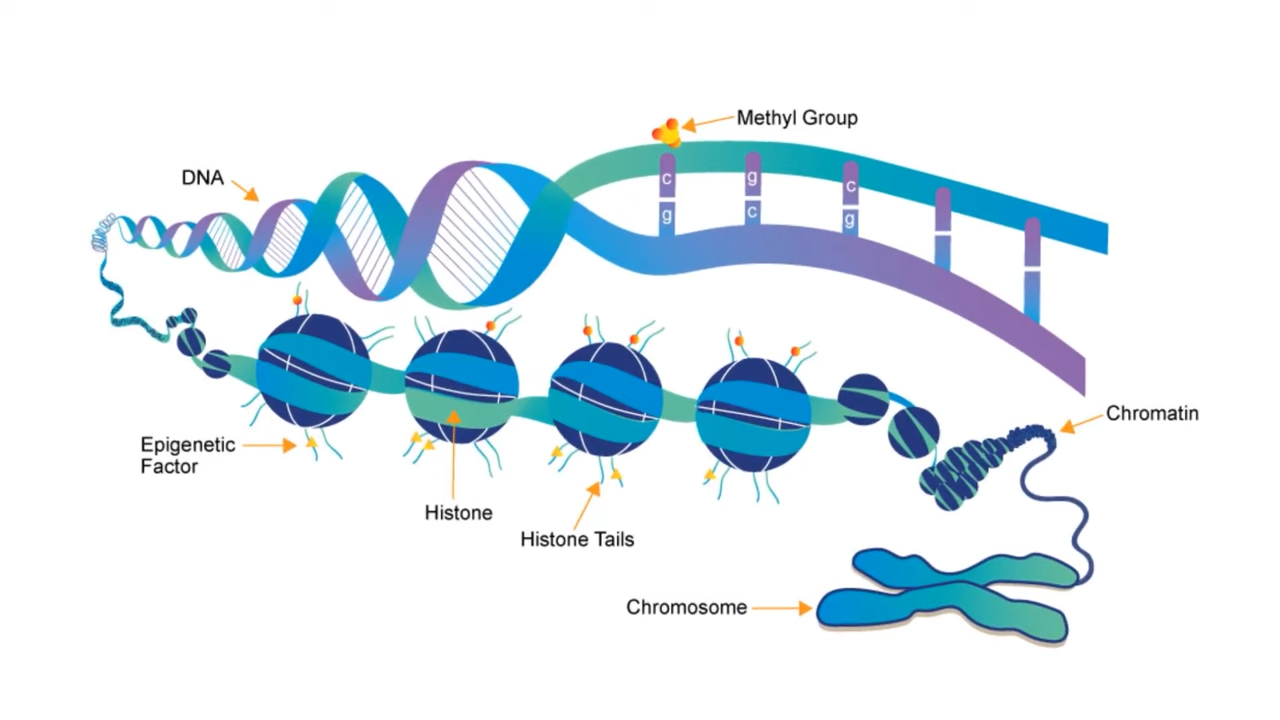 Methyl Group
DNA
c
g
c
g
c
g
Chromatin
Epigenetic
Factor
Histone
Histone Tails
Chromosome